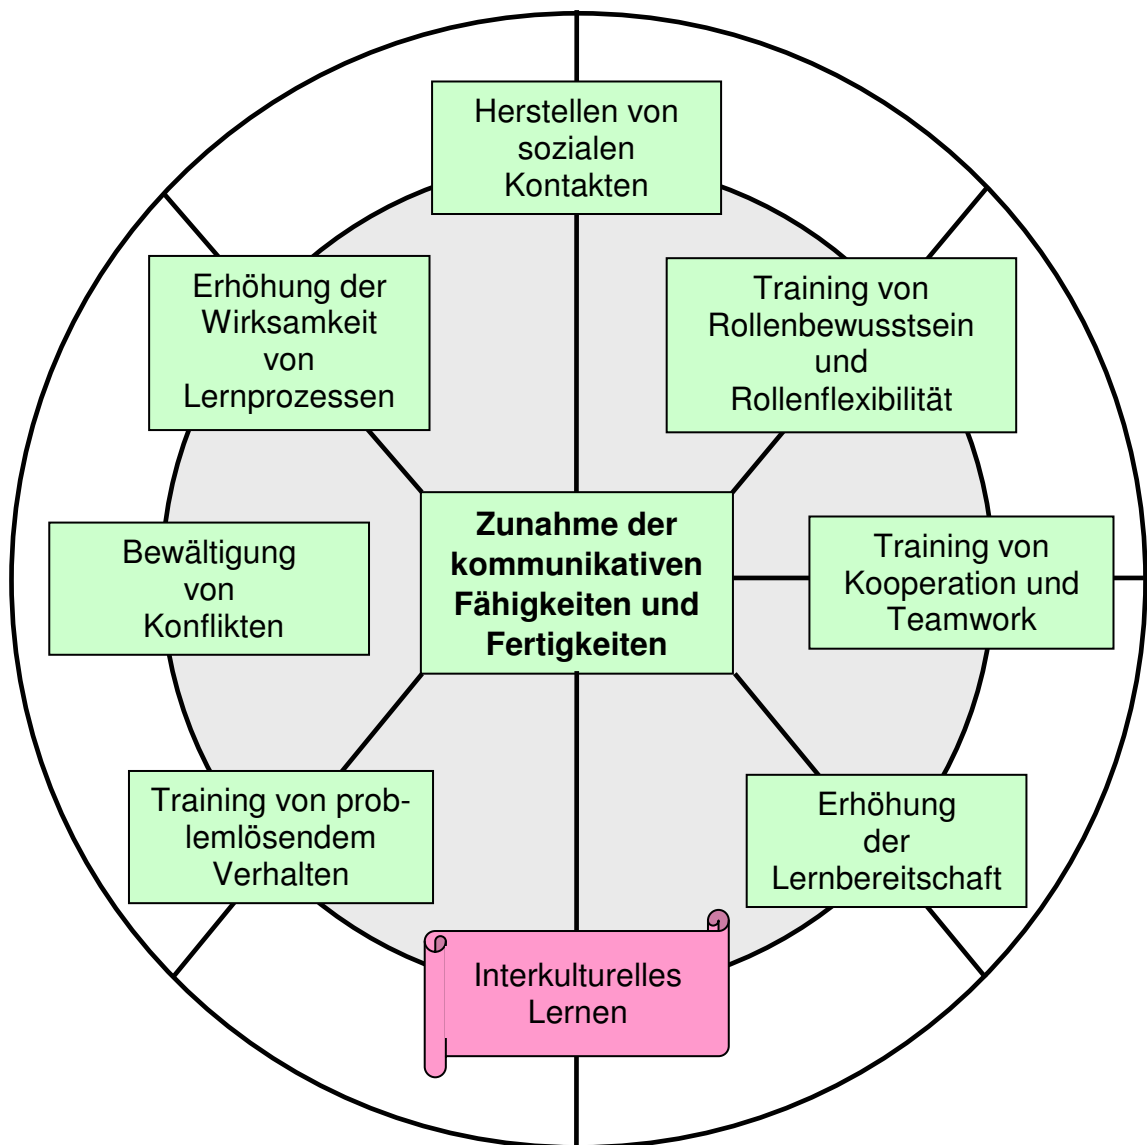 Herstellen von
sozialen
Kontakten
Erhöhung der
Wirksamkeit
von
Lernprozessen
Training von
Rollenbewusstsein
und
Rollenflexibilität
Bewältigung
von
Konflikten
Zunahme der
kommunikativen
Fähigkeiten und
Fertigkeiten
Training von
Kooperation und
Teamwork
Training von prob-
lemlösendem
Verhalten
Erhöhung
der
Lernbereitschaft
Interkulturelles
Lernen